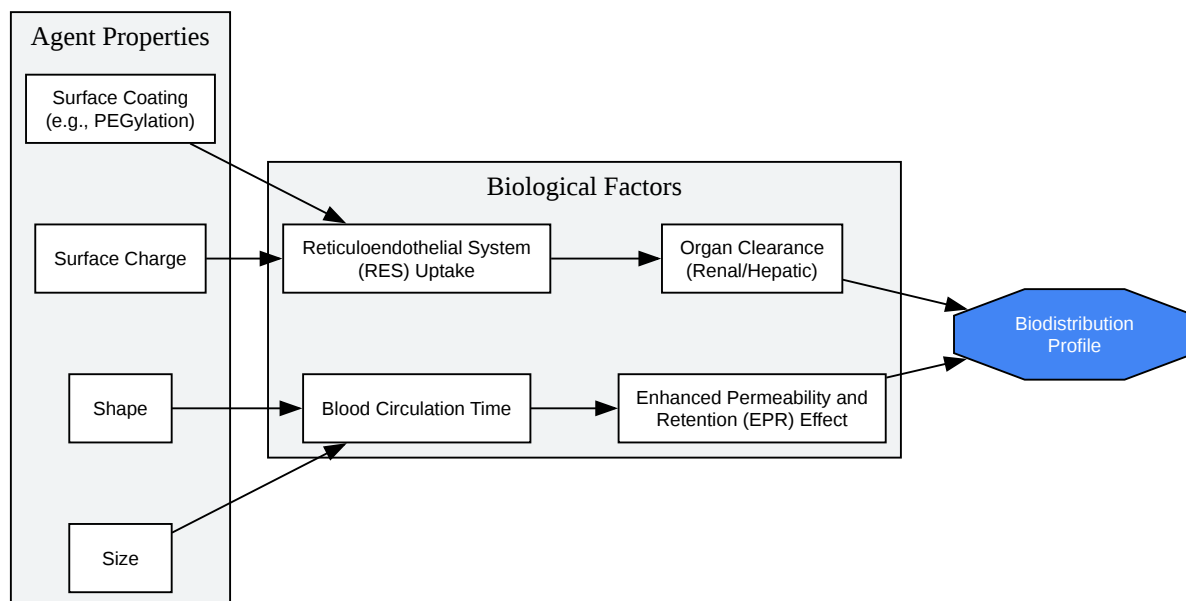 Agent Properties
Surface Coating
(e.g., PEGylation)
Surface Charge
Shape
Size
Biological Factors
Reticuloendothelial System
(RES) Uptake
Organ Clearance
(Renal/Hepatic)
Blood Circulation Time
Enhanced Permeability and
Retention (EPR) Effect
Biodistribution
Profile